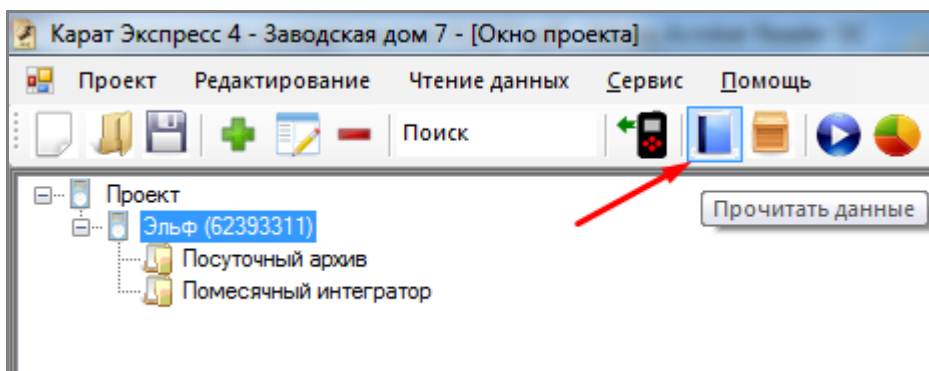 Карат Экспресс 4 - Заводская дом 7 - [Окно проекта]
Проект Редактирование Чтение данных Сервис Помощь
Поиск
Прочитать данные
Проект
Эльф (62393311)
Посуточный архив
Помесячный интегратор